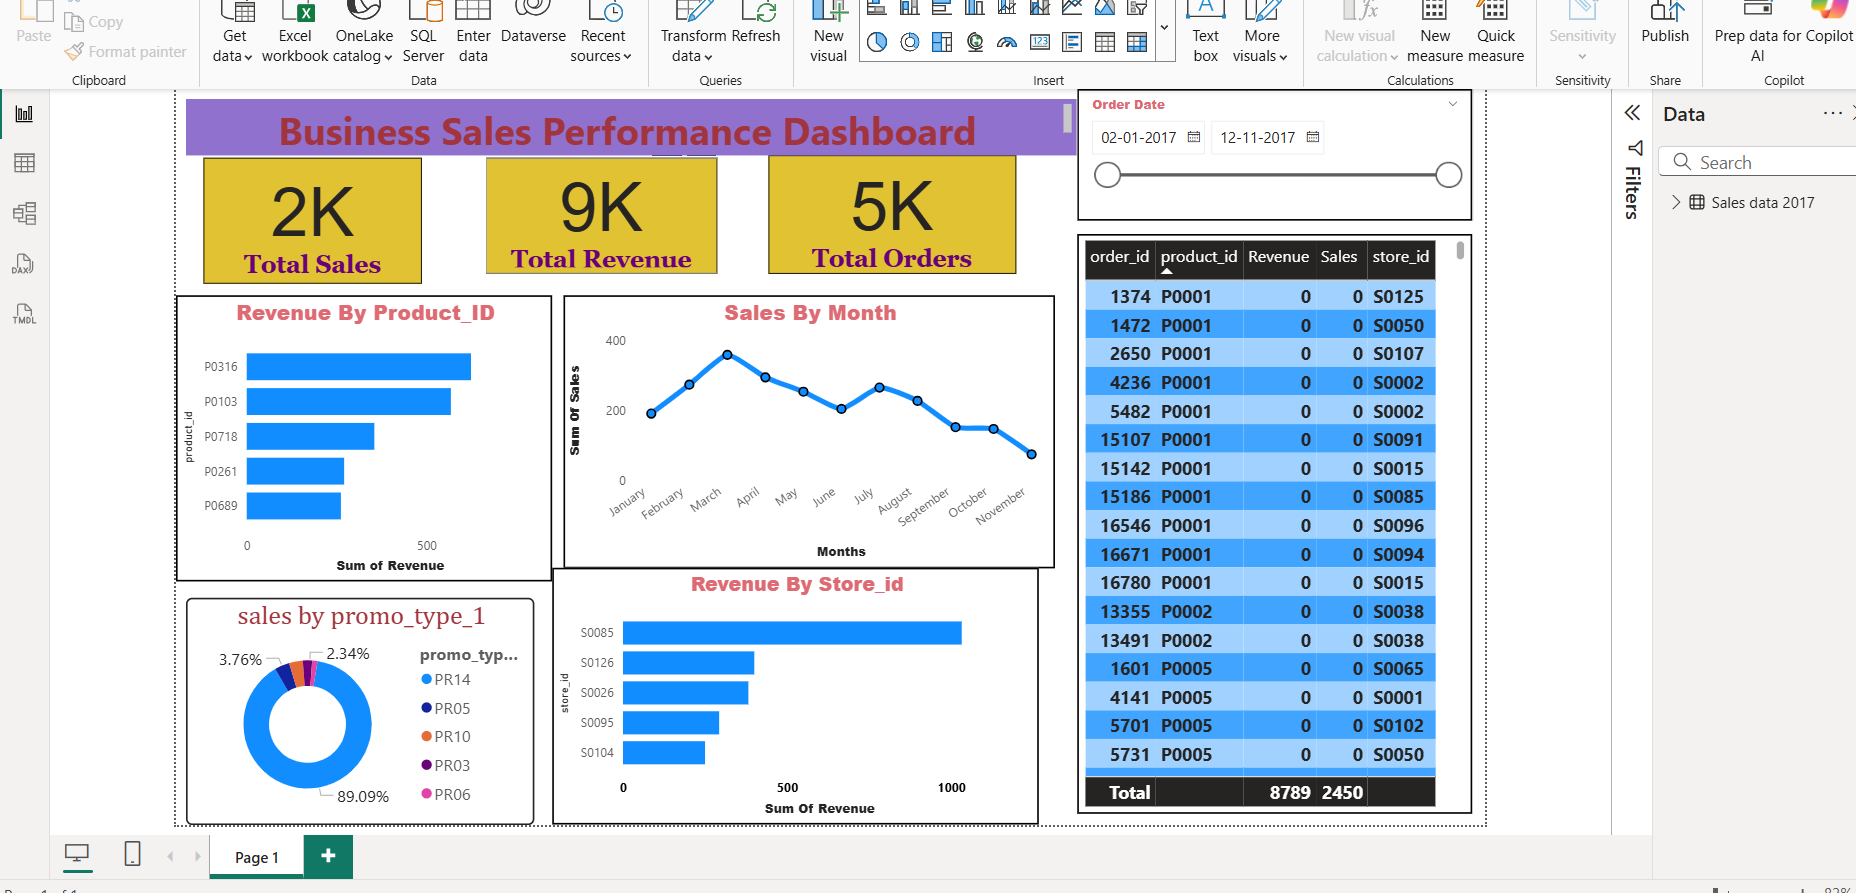 Paste
Copy
Format painter
Clipboard
Get data
Excel workbook
OneLake catalog
SQL Server
Enter data
Dataverse
Recent sources
Data
Transform data
Refresh
Queries
New visual
123
Insert
A
Text box
More visuals
fx
New visual calculation
New measure
Quick measure
Calculations
Sensitivity
Sensitivity
Publish
Share
Prep data for AI
Copilot
Copilot
DAX
TMDL
Business Sales Performance Dashboard
2K
Total Sales
9K
Total Revenue
5K
Total Orders
Order Date
02-01-2017 12-11-2017
Revenue By Product_ID
product_id
P0316
P0103
P0718
P0261
P0689
0 500
Sum of Revenue
Sales By Month
Sum Of Sales
400
200
0
January February March April May June July August September October November
Months
sales by promo_type_1
3.76%
2.34%
89.09%
promo_typ...
PR14
PR05
PR10
PR03
PR06
Revenue By Store_id
store_id
S0085
S0126
S0026
S0095
S0104
0 500 1000
Sum Of Revenue
order_id product_id Revenue Sales store_id
1374 P0001 0 0 S0125
1472 P0001 0 0 S0050
2650 P0001 0 0 S0107
4236 P0001 0 0 S0002
5482 P0001 0 0 S0002
15107 P0001 0 0 S0091
15142 P0001 0 0 S0015
15186 P0001 0 0 S0085
16546 P0001 0 0 S0096
16671 P0001 0 0 S0094
16780 P0001 0 0 S0015
13355 P0002 0 0 S0038
13491 P0002 0 0 S0038
1601 P0005 0 0 S0065
4141 P0005 0 0 S0001
5701 P0005 0 0 S0102
5731 P0005 0 0 S0050
Total 8789 2450
Filters
Data
Search
Sales data 2017
Page 1